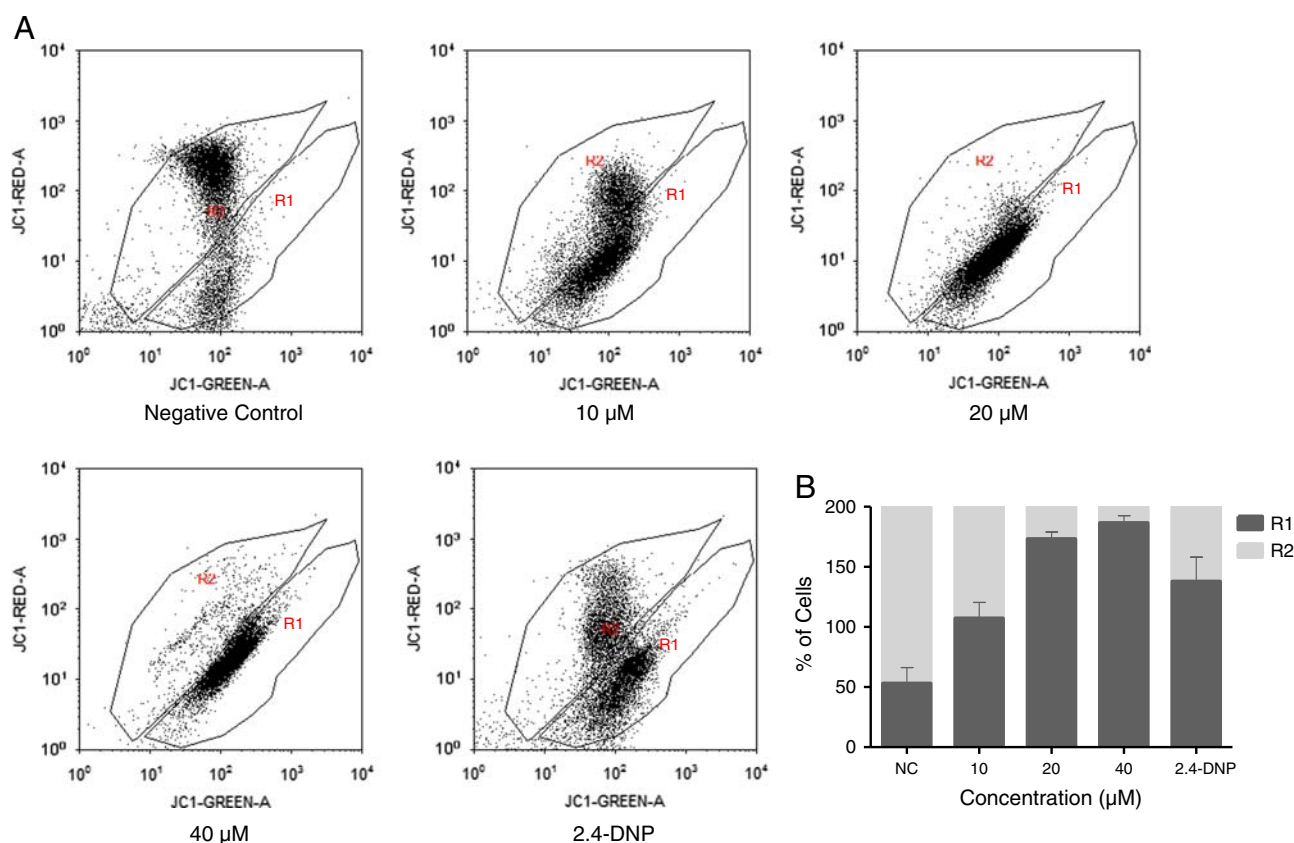 A
10⁴
10³
10²
10¹
10⁰
JC1-RED-A
R2
R1
10⁰ 10¹ 10² 10³ 10⁴
JC1-GREEN-A
Negative Control
10⁴
10³
10²
10¹
10⁰
JC1-RED-A
R2
R1
10⁰ 10¹ 10² 10³ 10⁴
JC1-GREEN-A
10 µM
10⁴
10³
10²
10¹
10⁰
JC1-RED-A
R2
R1
10⁰ 10¹ 10² 10³ 10⁴
JC1-GREEN-A
20 µM
10⁴
10³
10²
10¹
10⁰
JC1-RED-A
R2
R1
10⁰ 10¹ 10² 10³ 10⁴
JC1-GREEN-A
40 µM
10⁴
10³
10²
10¹
10⁰
JC1-RED-A
R2
R1
10⁰ 10¹ 10² 10³ 10⁴
JC1-GREEN-A
2.4-DNP
B
200
150
100
50
0
% of Cells
NC 10 20 40 2.4-DNP
Concentration (µM)
R1
R2